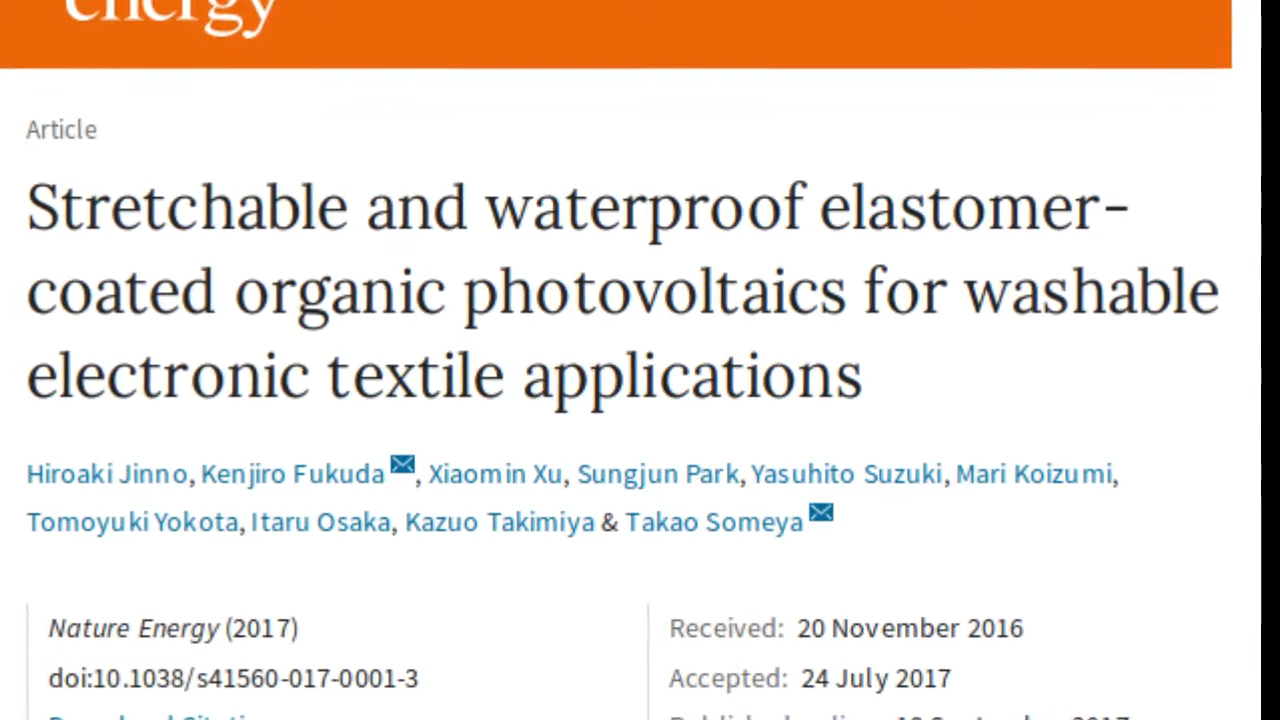 energy
Article
Stretchable and waterproof elastomer-
coated organic photovoltaics for washable
electronic textile applications
Hiroaki Jinno, Kenjiro Fukuda, Xiaomin Xu, Sungjun Park, Yasuhito Suzuki, Mari Koizumi,
Tomoyuki Yokota, Itaru Osaka, Kazuo Takimiya & Takao Someya
Nature Energy (2017)
doi:10.1038/s41560-017-0001-3
Received: 20 November 2016
Accepted: 24 July 2017